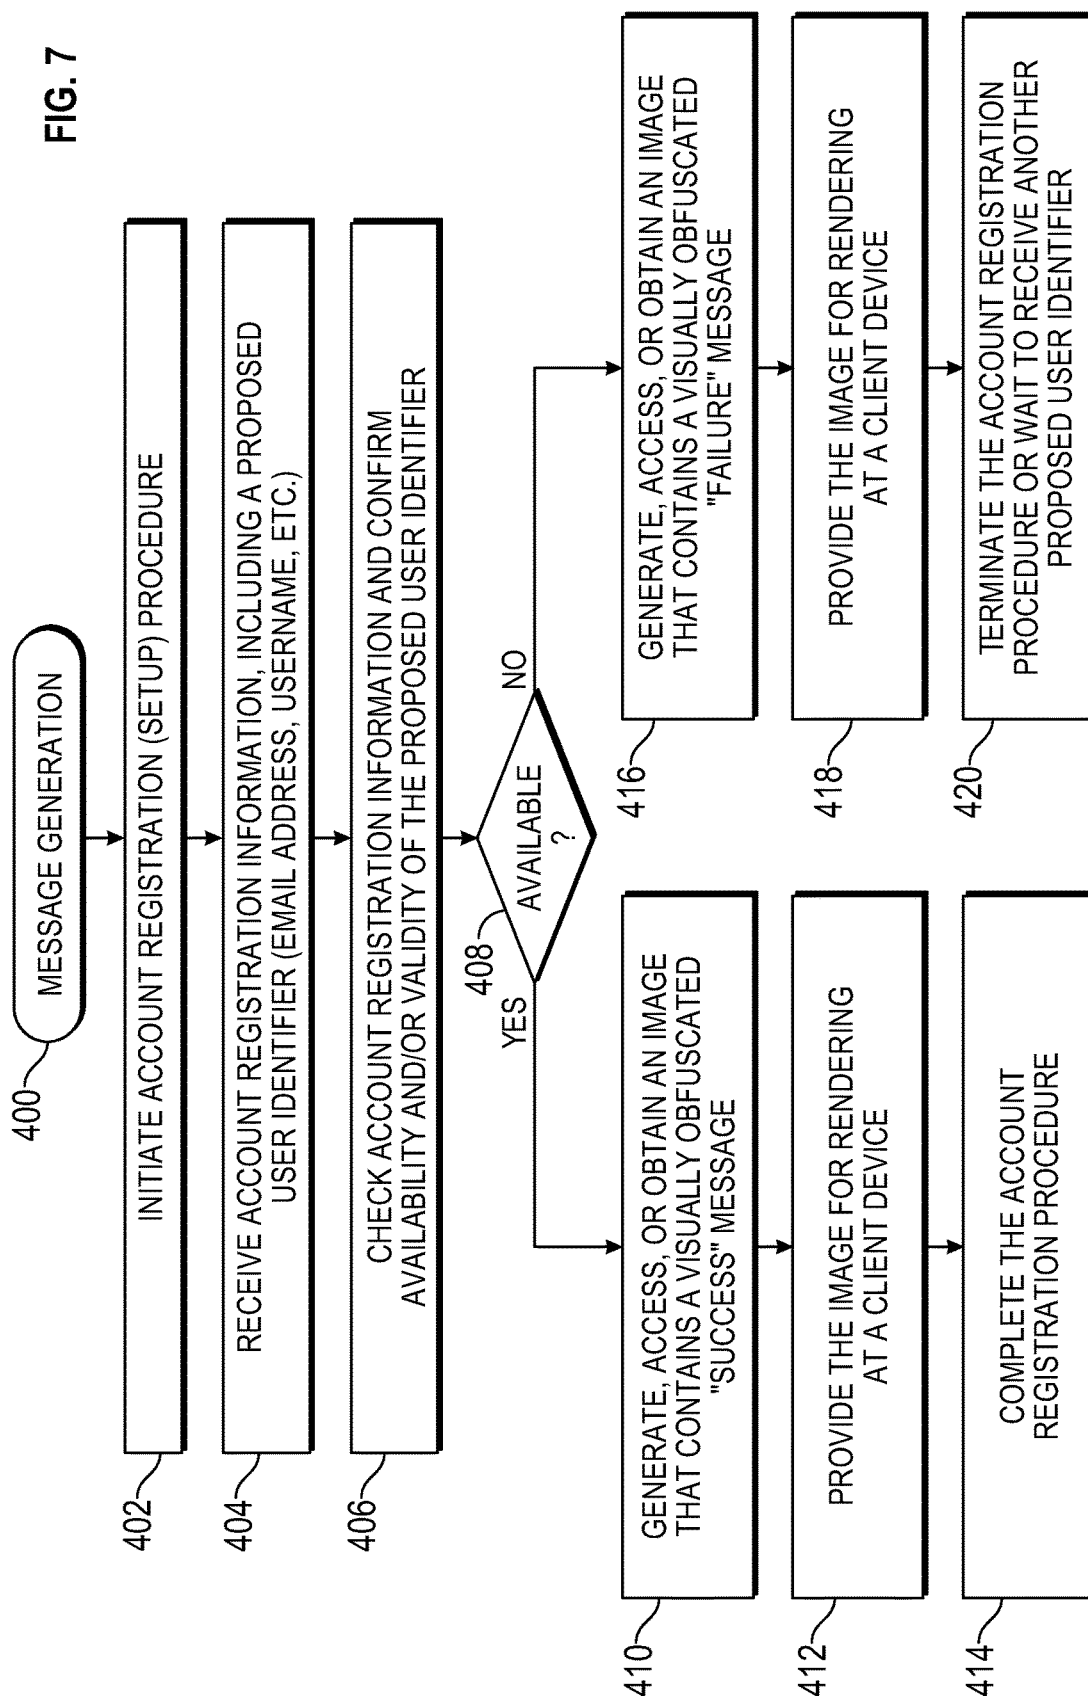 FIG. 7
400
MESSAGE GENERATION
402
INITIATE ACCOUNT REGISTRATION (SETUP) PROCEDURE
404
RECEIVE ACCOUNT REGISTRATION INFORMATION, INCLUDING A PROPOSED
USER IDENTIFIER (EMAIL ADDRESS, USERNAME, ETC.)
406
CHECK ACCOUNT REGISTRATION INFORMATION AND CONFIRM
AVAILABILITY AND/OR VALIDITY OF THE PROPOSED USER IDENTIFIER
408
AVAILABLE
?
YES
NO
410
GENERATE, ACCESS, OR OBTAIN AN IMAGE
THAT CONTAINS A VISUALLY OBFUSCATED
"SUCCESS" MESSAGE
412
PROVIDE THE IMAGE FOR RENDERING
AT A CLIENT DEVICE
414
COMPLETE THE ACCOUNT
REGISTRATION PROCEDURE
416
GENERATE, ACCESS, OR OBTAIN AN IMAGE
THAT CONTAINS A VISUALLY OBFUSCATED
"FAILURE" MESSAGE
418
PROVIDE THE IMAGE FOR RENDERING
AT A CLIENT DEVICE
420
TERMINATE THE ACCOUNT REGISTRATION
PROCEDURE OR WAIT TO RECEIVE ANOTHER
PROPOSED USER IDENTIFIER